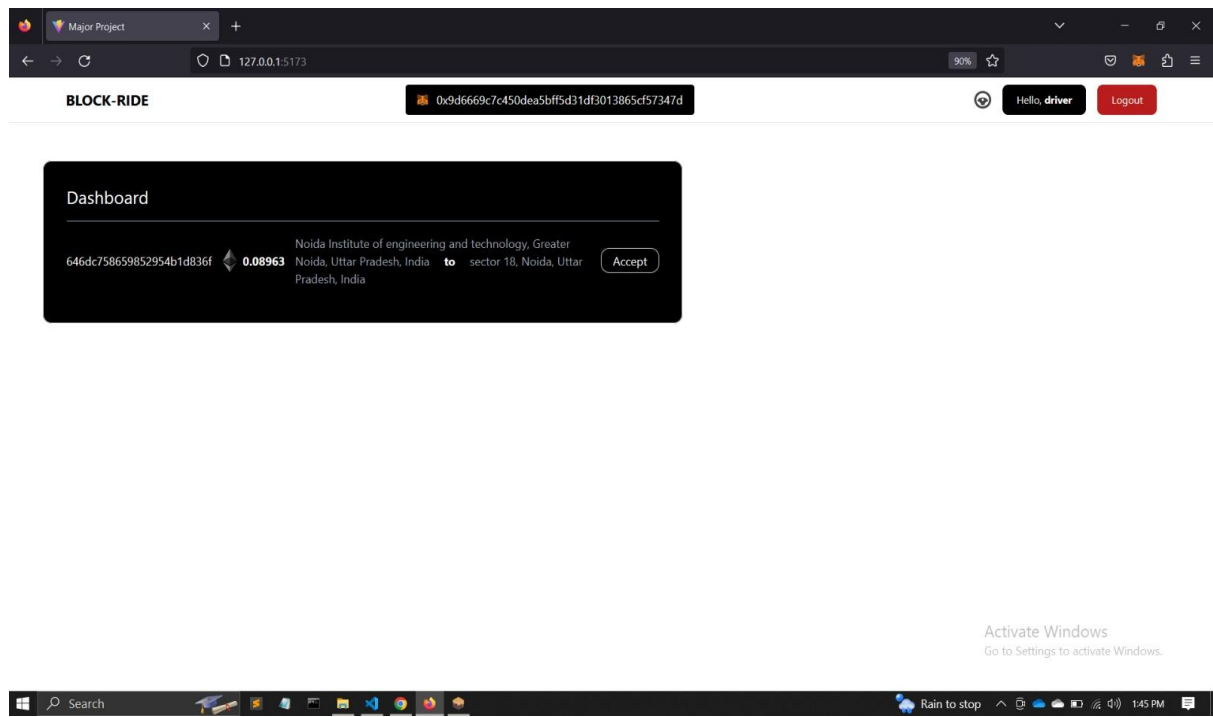 Major Project
127.0.0.1:5173
90%
BLOCK-RIDE
0x9d6669c7c450dea5bff5d31df3013865cf57347d
Hello, driver
Logout
Dashboard
646dc758659852954b1d836f
0.08963
Noida Institute of engineering and technology, Greater
Noida, Uttar Pradesh, India to sector 18, Noida, Uttar
Pradesh, India
Accept
Activate Windows
Go to Settings to activate Windows.
Search
Rain to stop
1:45 PM